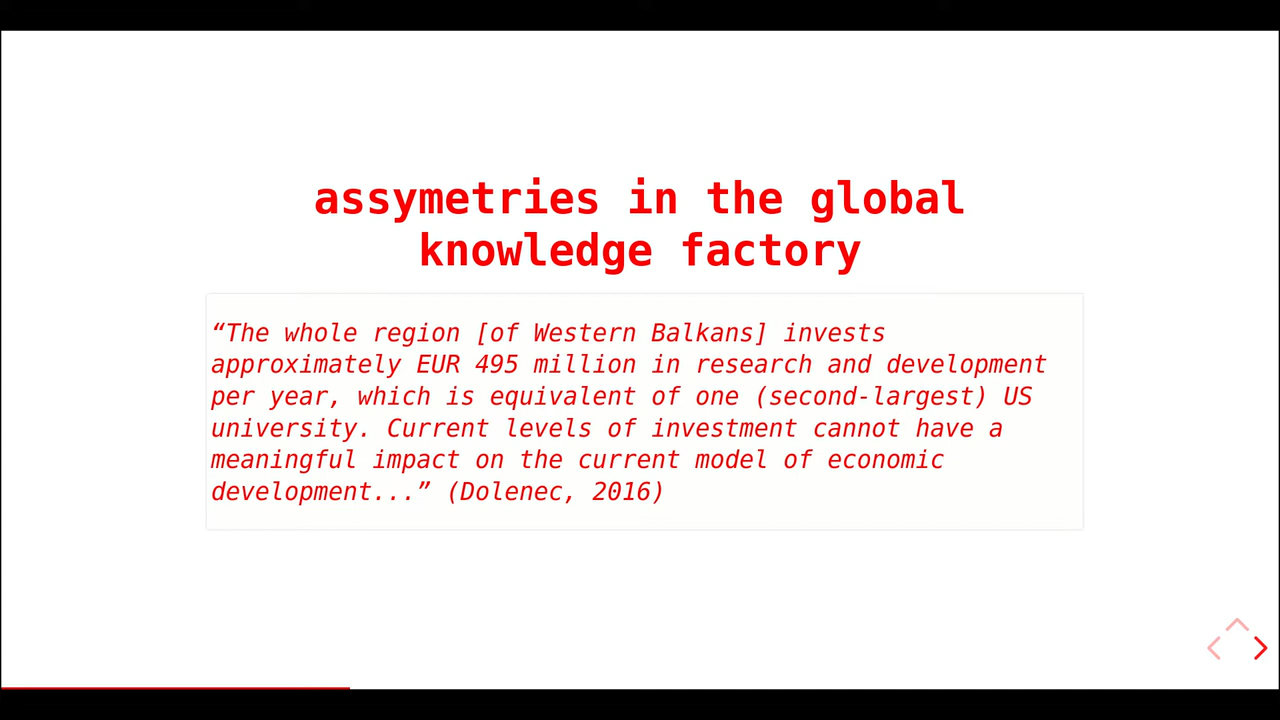 assymetries in the global
knowledge factory
“The whole region [of Western Balkans] invests
approximately EUR 495 million in research and development
per year, which is equivalent of one (second-largest) US
university. Current levels of investment cannot have a
meaningful impact on the current model of economic
development...” (Dolenec, 2016)